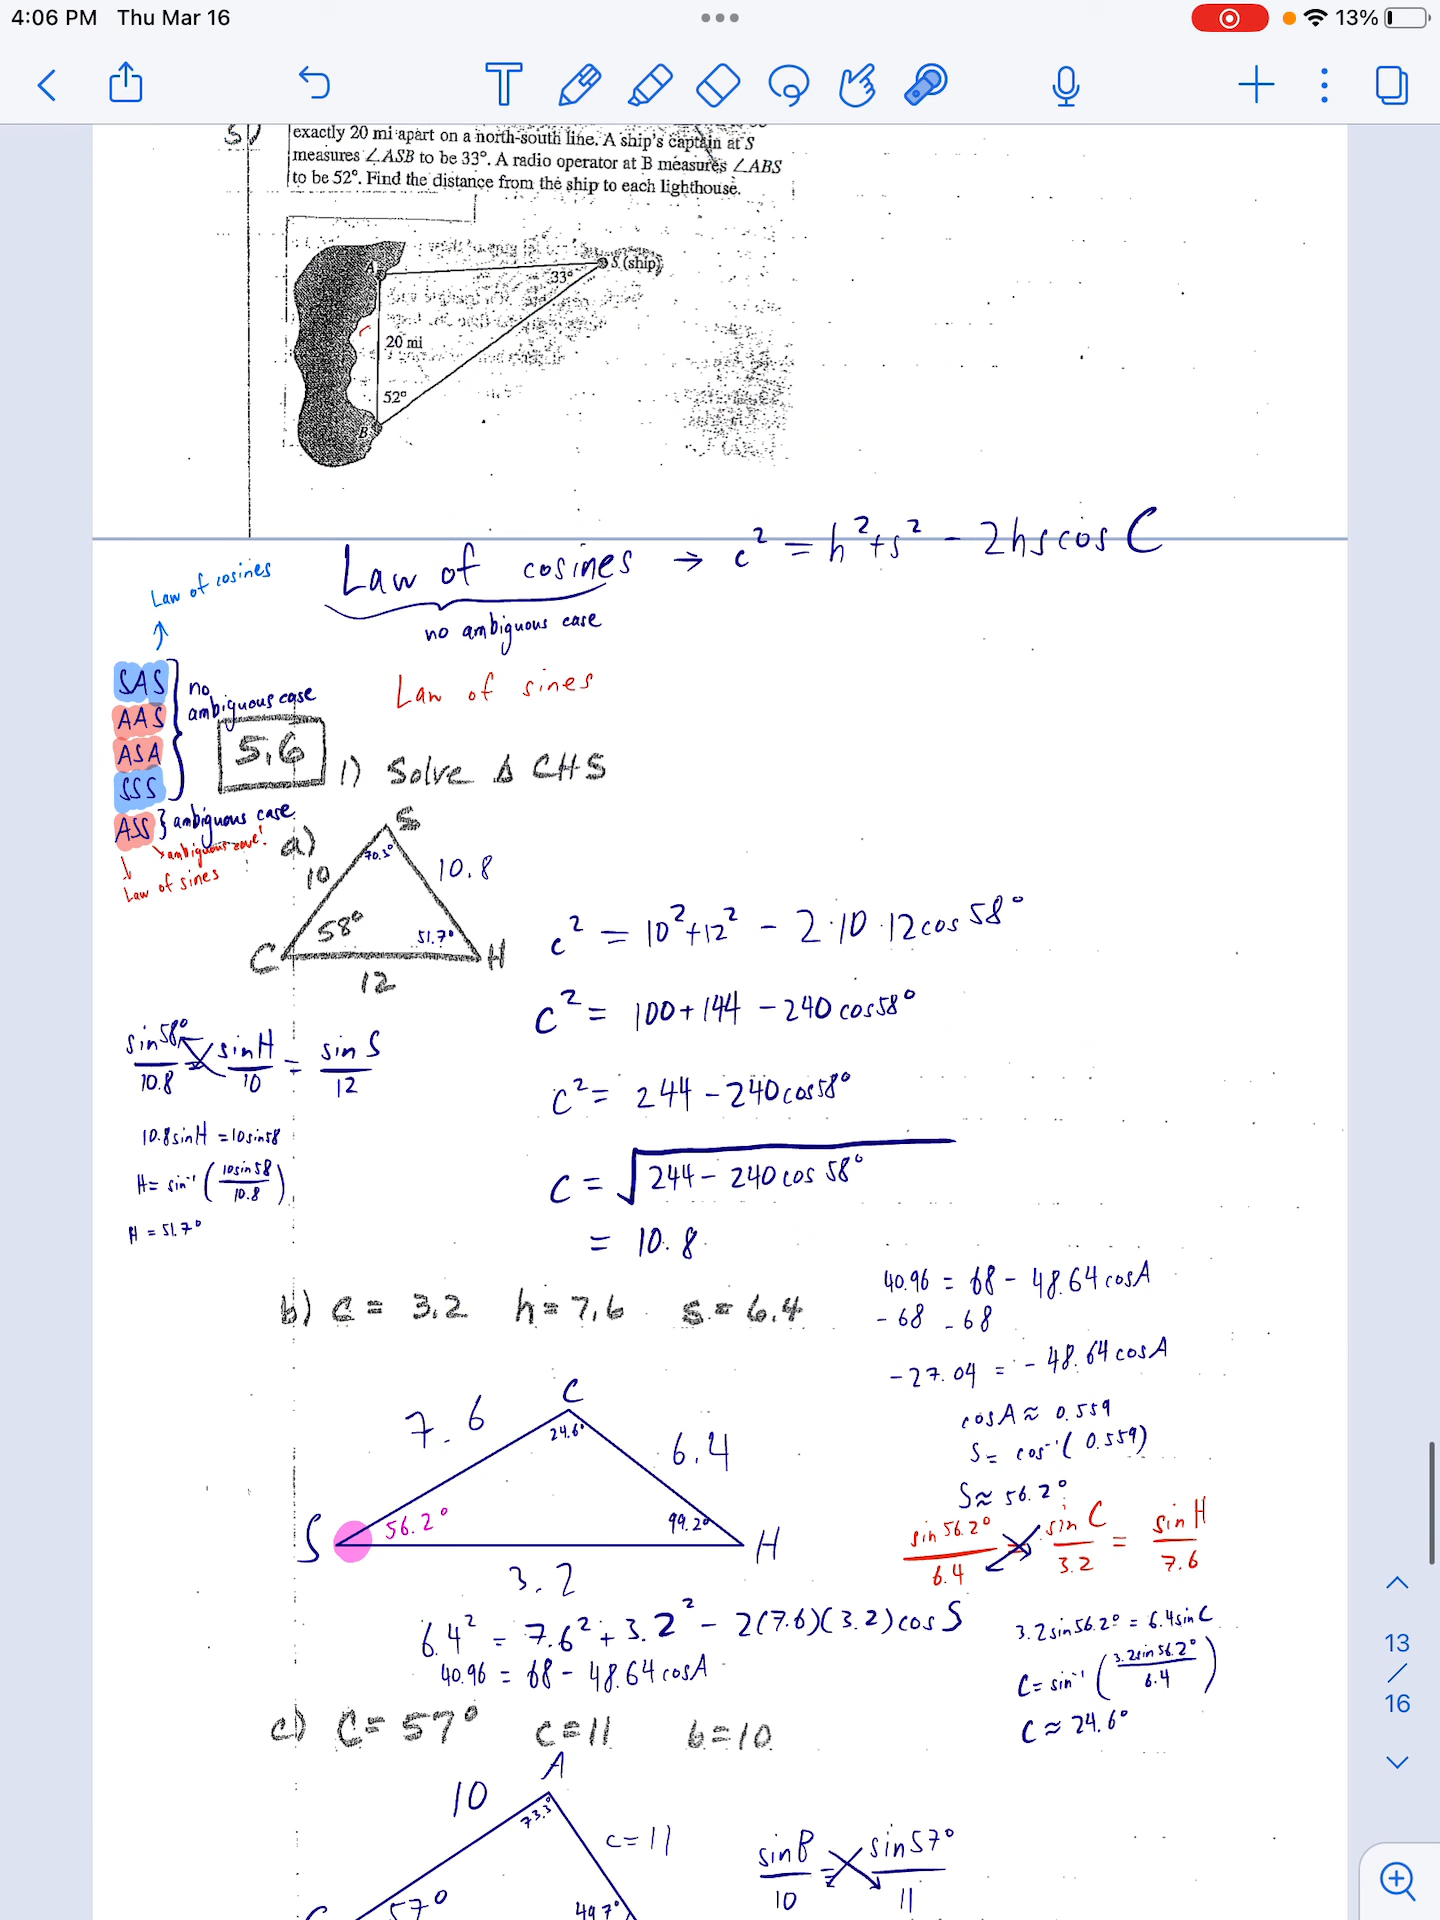 4:06 PM Thu Mar 16
13%
exactly 20 mi apart on a north-south line. A ship's captain at S
measures ∠ASB to be 33°. A radio operator at B measures ∠ABS
to be 52°. Find the distance from the ship to each lighthouse.
A
S (ship)
33°
20 mi
52°
B
Law of cosines → c² = h² + s² - 2hs cos C
no ambiguous case
Law of cosines
SAS
AAS
ASA
SSS
no
ambiguous case
ASS } ambiguous case
Law of sines
Law of sines
5.6
1) Solve Δ CHS
a)
S
70.3°
10
10.8
58°
51.7°
C
H
12
c² = 10² + 12² - 2·10·12 cos 58°
c² = 100 + 144 - 240 cos 58°
c² = 244 - 240 cos 58°
c = √244 - 240 cos 58°
= 10.8
sin 58°/10.8 = sin H/10 = sin S/12
10.8 sin H = 10 sin 58
H = sin⁻¹ (10 sin 58/10.8)
H = 51.7°
b) c = 3.2 h = 7.6 s = 6.4
C
7.6
24.6°
6.4
S
56.2°
99.2°
H
3.2
6.4² = 7.6² + 3.2² - 2(7.6)(3.2) cos S
40.96 = 68 - 48.64 cos A
40.96 = 68 - 48.64 cos A
-68 -68
-27.04 = -48.64 cos A
cos A ≈ 0.559
S = cos⁻¹(0.559)
S ≈ 56.2°
sin 56.2°/6.4 = sin C/3.2 = sin H/7.6
3.2 sin 56.2° = 6.4 sin C
C = sin⁻¹ (3.2 sin 56.2°/6.4)
C ≈ 24.6°
c) C = 57° c = 11 b = 10
A
10
73.3°
c = 11
57°
49.7°
sin B/10 = sin 57°/11
13
/
16